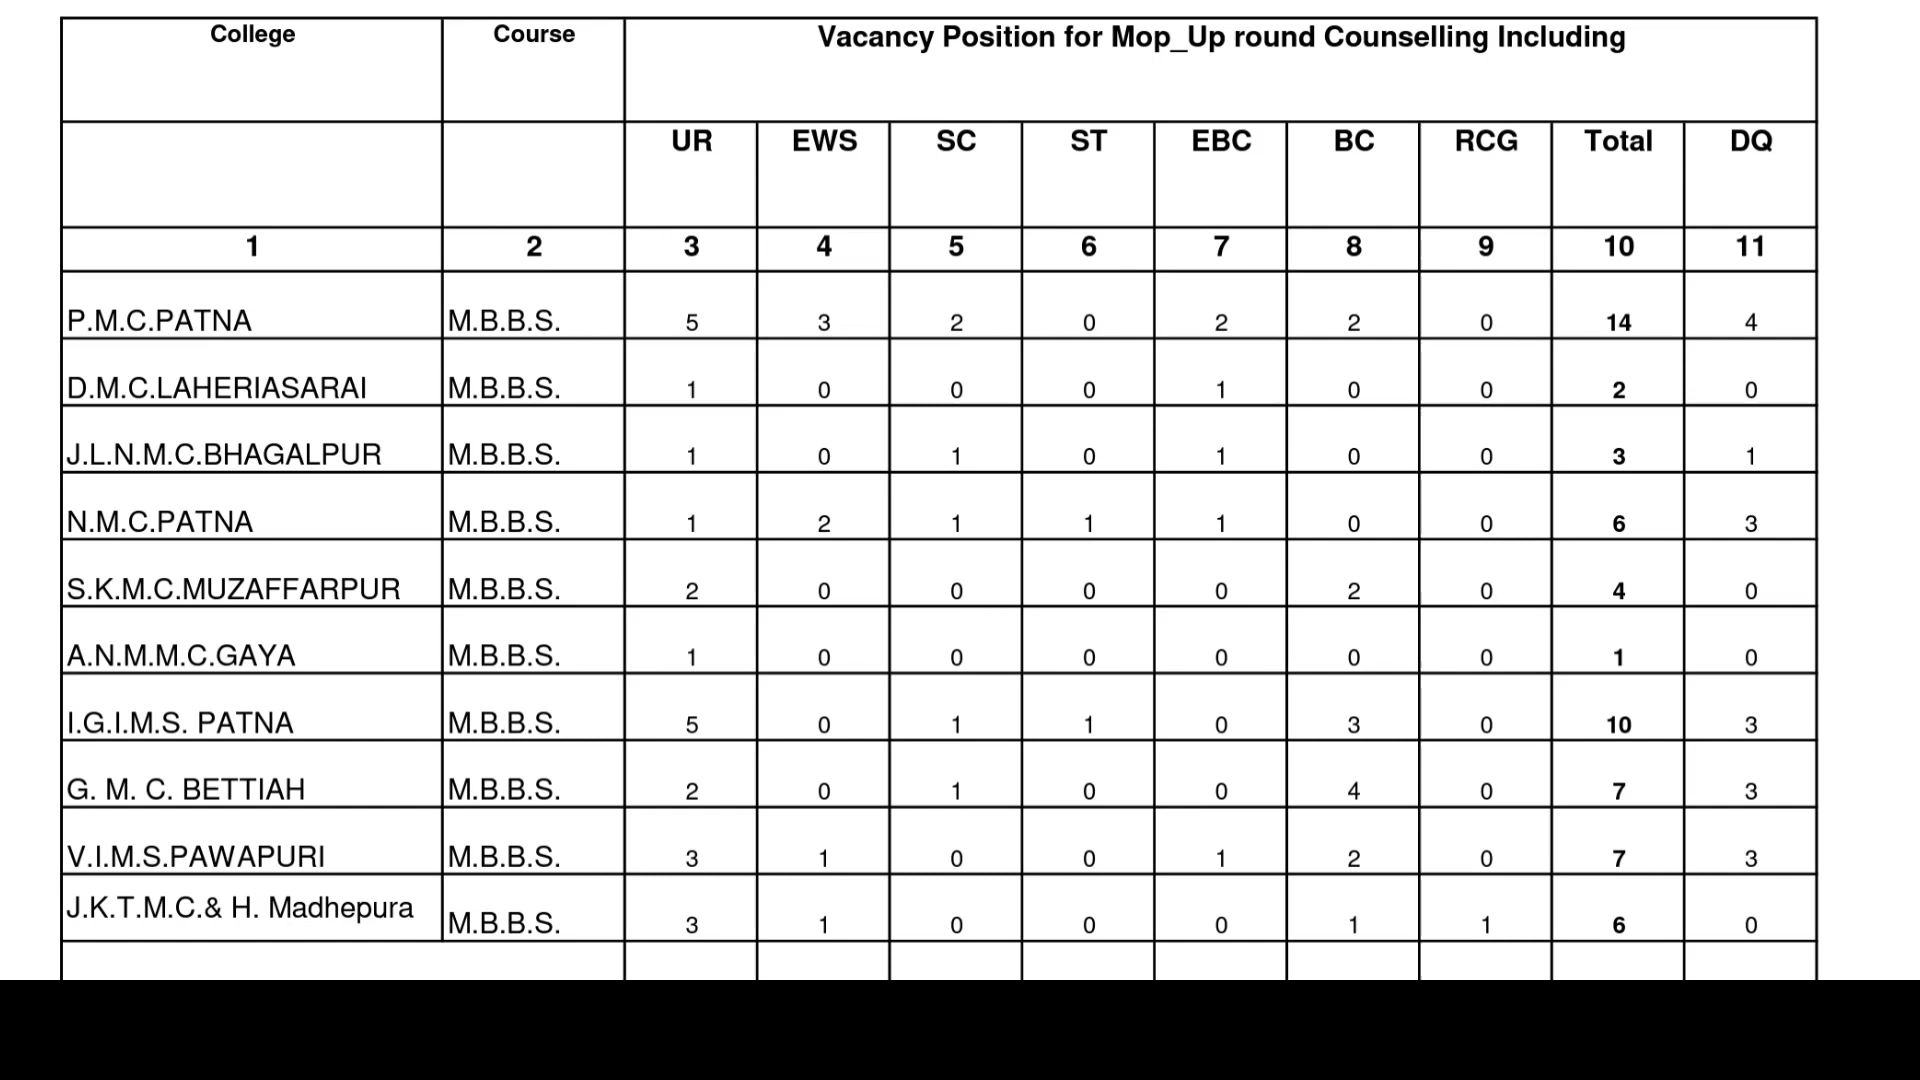 College Course Vacancy Position for Mop_Up round Counselling Including
UR EWS SC ST EBC BC RCG Total DQ
1 2 3 4 5 6 7 8 9 10 11
P.M.C.PATNA M.B.B.S. 5 3 2 0 2 2 0 14 4
D.M.C.LAHERIASARAI M.B.B.S. 1 0 0 0 1 0 0 2 0
J.L.N.M.C.BHAGALPUR M.B.B.S. 1 0 1 0 1 0 0 3 1
N.M.C.PATNA M.B.B.S. 1 2 1 1 1 0 0 6 3
S.K.M.C.MUZAFFARPUR M.B.B.S. 2 0 0 0 0 2 0 4 0
A.N.M.M.C.GAYA M.B.B.S. 1 0 0 0 0 0 0 1 0
I.G.I.M.S. PATNA M.B.B.S. 5 0 1 1 0 3 0 10 3
G. M. C. BETTIAH M.B.B.S. 2 0 1 0 0 4 0 7 3
V.I.M.S.PAWAPURI M.B.B.S. 3 1 0 0 1 2 0 7 3
J.K.T.M.C.& H. Madhepura M.B.B.S. 3 1 0 0 0 1 1 6 0